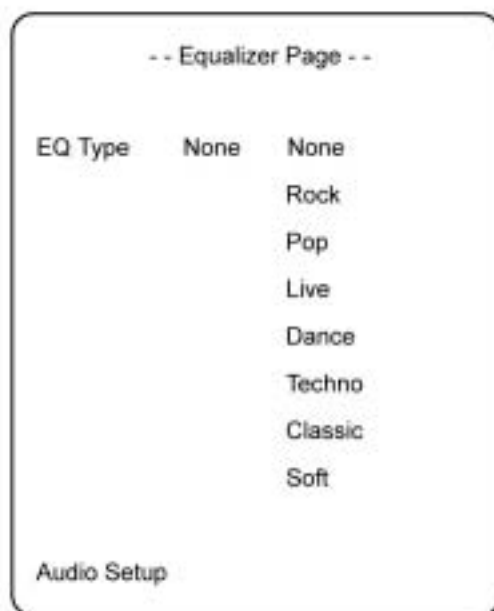 - - Equalizer Page - -
EQ Type None None
Rock
Pop
Live
Dance
Techno
Classic
Soft
Audio Setup